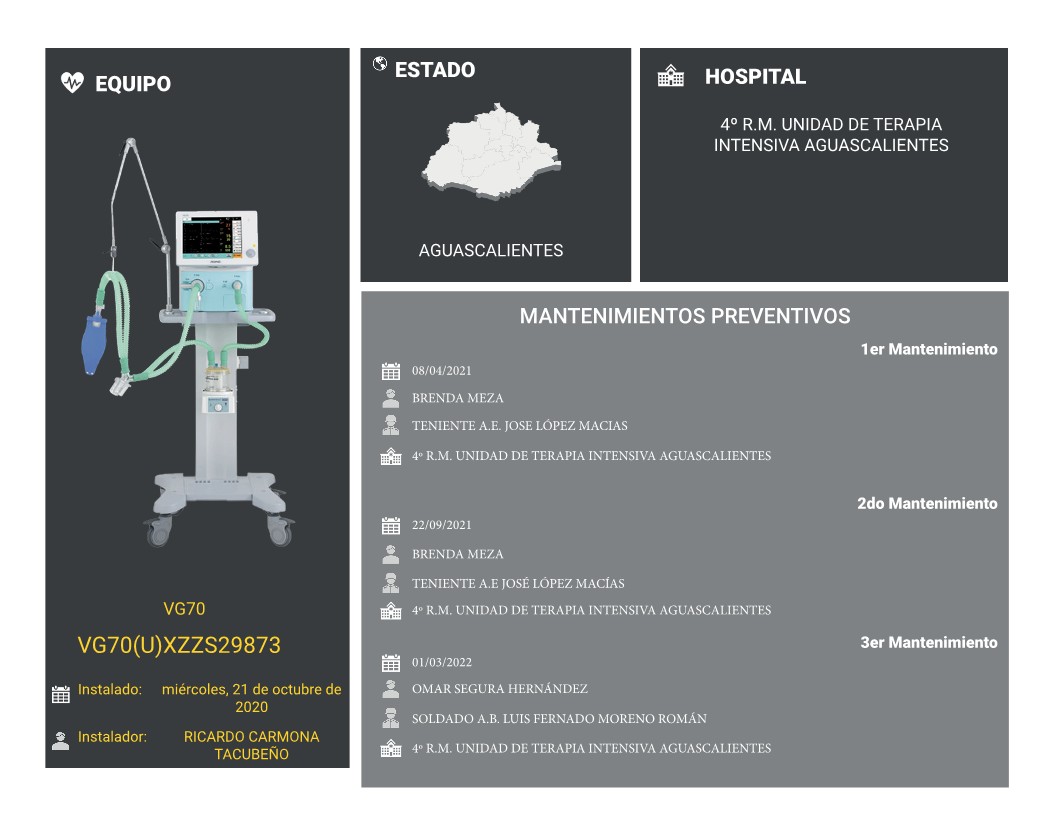 EQUIPO
VG70
VG70(U)XZZS29873
Instalado: miércoles, 21 de octubre de
2020
Instalador: RICARDO CARMONA
TACUBEÑO
ESTADO
AGUASCALIENTES
HOSPITAL
4º R.M. UNIDAD DE TERAPIA
INTENSIVA AGUASCALIENTES
MANTENIMIENTOS PREVENTIVOS
1er Mantenimiento
08/04/2021
BRENDA MEZA
TENIENTE A.E. JOSE LÓPEZ MACIAS
4º R.M. UNIDAD DE TERAPIA INTENSIVA AGUASCALIENTES
2do Mantenimiento
22/09/2021
BRENDA MEZA
TENIENTE A.E JOSÉ LÓPEZ MACÍAS
4º R.M. UNIDAD DE TERAPIA INTENSIVA AGUASCALIENTES
3er Mantenimiento
01/03/2022
OMAR SEGURA HERNÁNDEZ
SOLDADO A.B. LUIS FERNADO MORENO ROMÁN
4º R.M. UNIDAD DE TERAPIA INTENSIVA AGUASCALIENTES